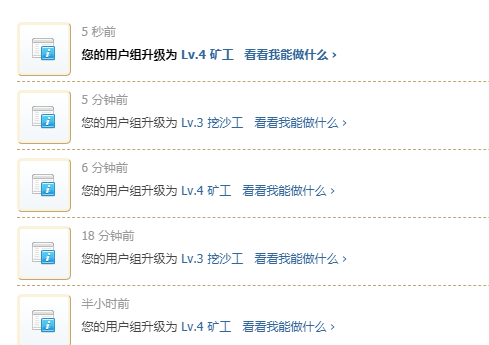 5 秒前
您的用户组升级为 Lv.4 矿工 看看我能做什么 ›
5 分钟前
您的用户组升级为 Lv.3 挖沙工 看看我能做什么 ›
6 分钟前
您的用户组升级为 Lv.4 矿工 看看我能做什么 ›
18 分钟前
您的用户组升级为 Lv.3 挖沙工 看看我能做什么 ›
半小时前
您的用户组升级为 Lv.4 矿工 看看我能做什么 ›